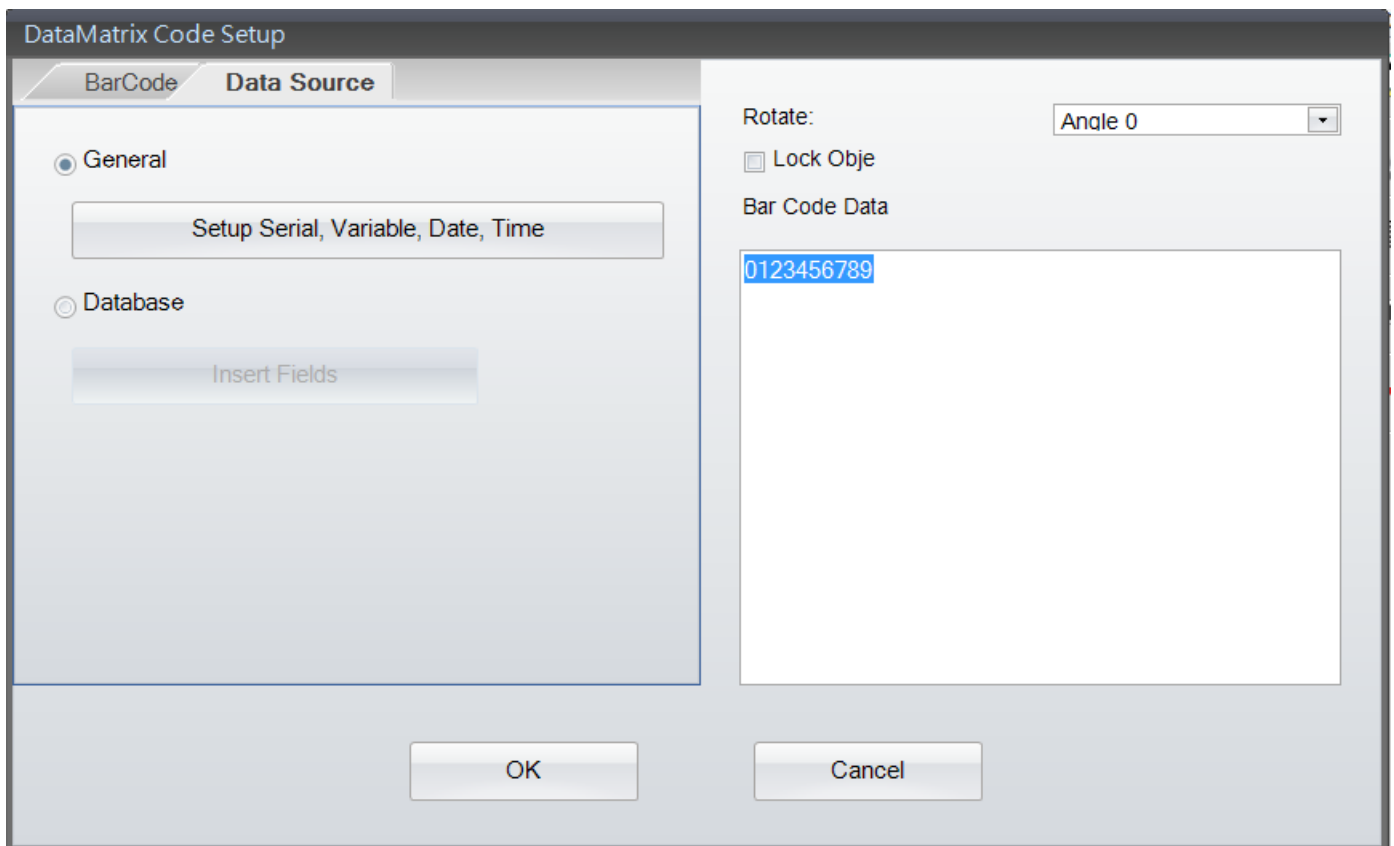 DataMatrix Code Setup
BarCode
Data Source
General
Setup Serial, Variable, Date, Time
Database
Insert Fields
Rotate:
Angle 0
Lock Obje
Bar Code Data
0123456789
OK
Cancel